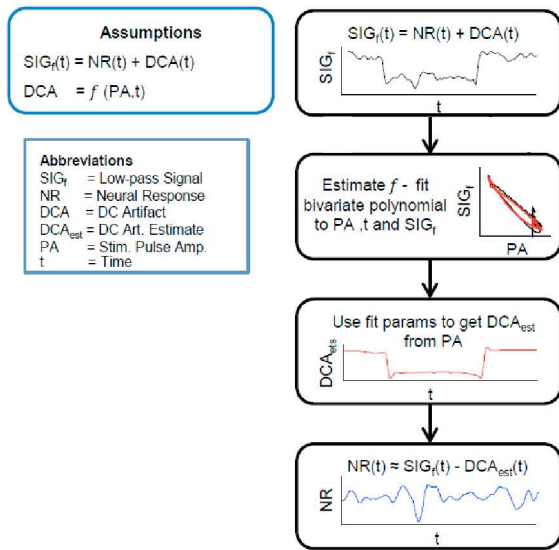 Assumptions
SIGf(t) = NR(t) + DCA(t)
DCA = f (PA,t)
Abbreviations
SIGf = Low-pass Signal
NR = Neural Response
DCA = DC Artifact
DCAest = DC Art. Estimate
PA = Stim. Pulse Amp.
t = Time
SIGf(t) = NR(t) + DCA(t)
SIGf
t
Estimate f - fit
bivariate polynomial
to PA ,t and SIGf
SIGf
PA
Use fit params to get DCAest
from PA
DCAets
t
NR(t) ≈ SIGf(t) - DCAest(t)
NR
t